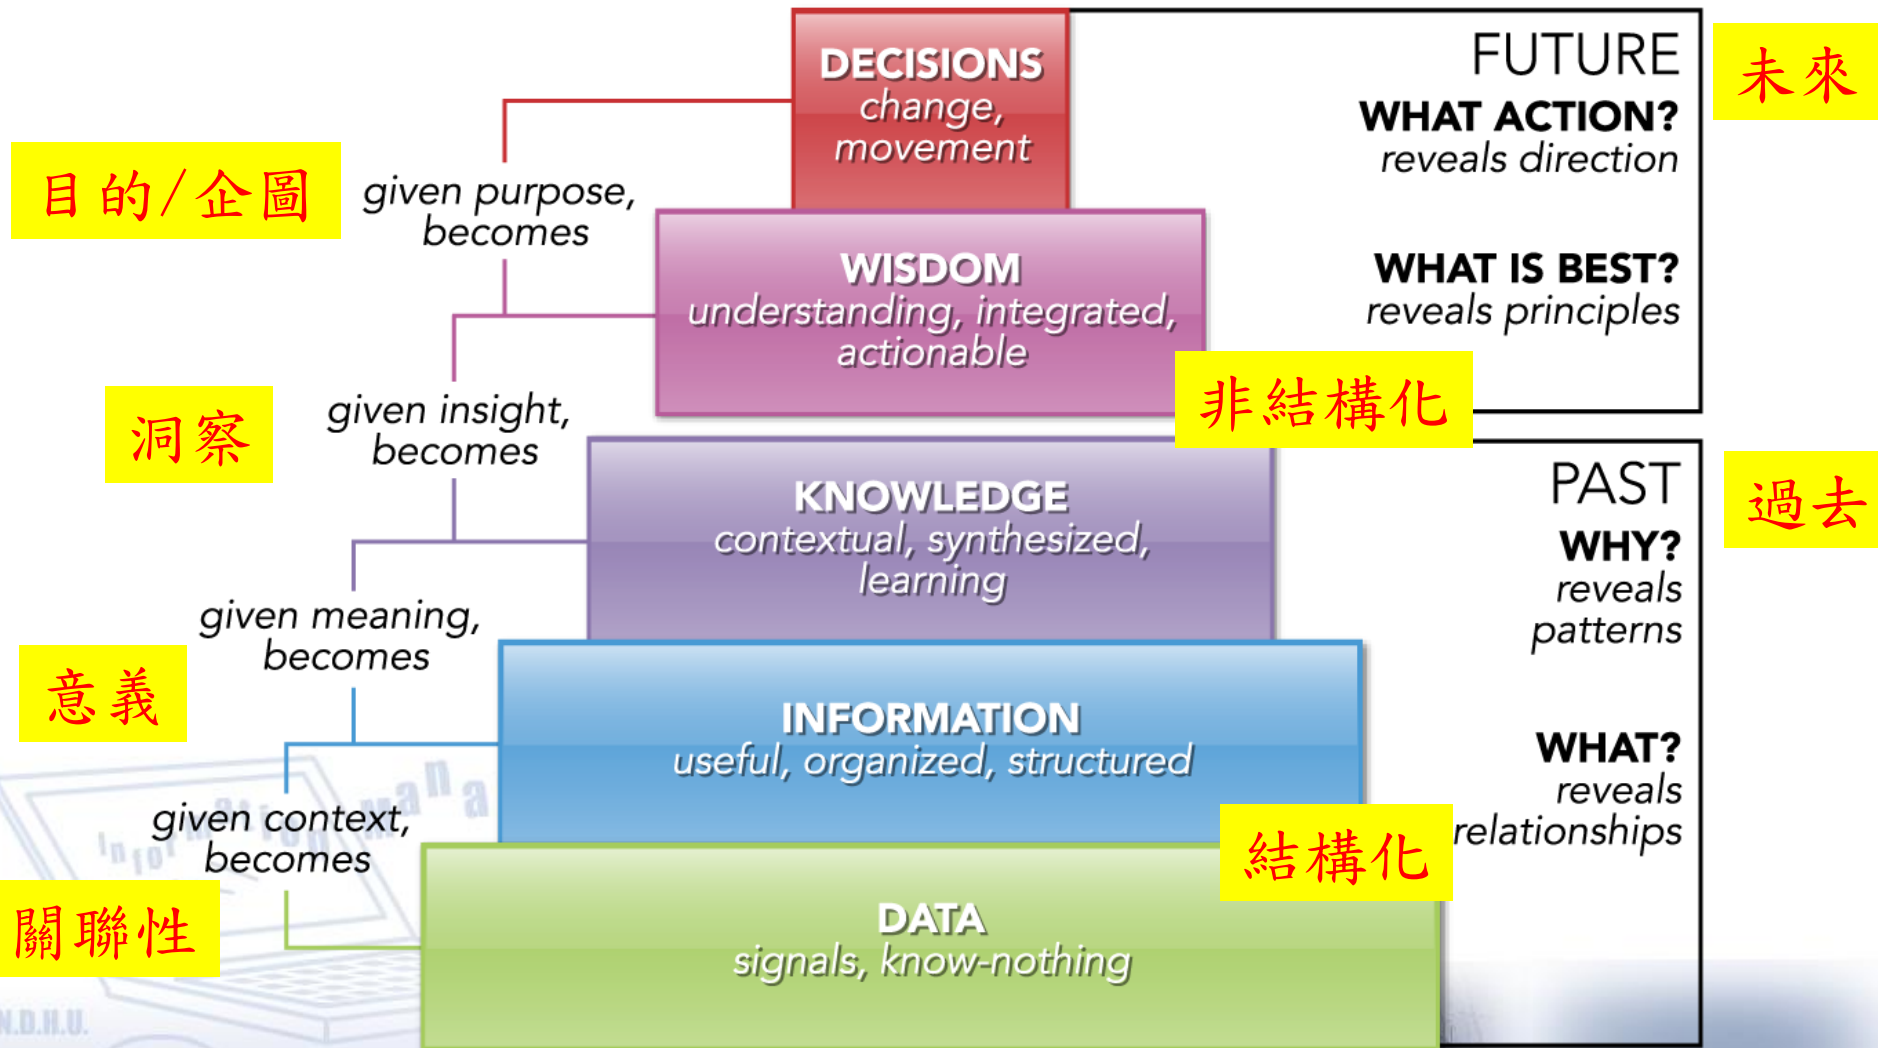 DECISIONS
change,
movement
FUTURE
WHAT ACTION?
reveals direction
未來
目的/企圖
given purpose,
becomes
WISDOM
understanding, integrated,
actionable
WHAT IS BEST?
reveals principles
非結構化
洞察
given insight,
becomes
KNOWLEDGE
contextual, synthesized,
learning
PAST
WHY?
reveals
patterns
過去
given meaning,
becomes
意義
INFORMATION
useful, organized, structured
WHAT?
reveals
relationships
結構化
given context,
becomes
關聯性
DATA
signals, know-nothing
Information mana
N.D.H.U.